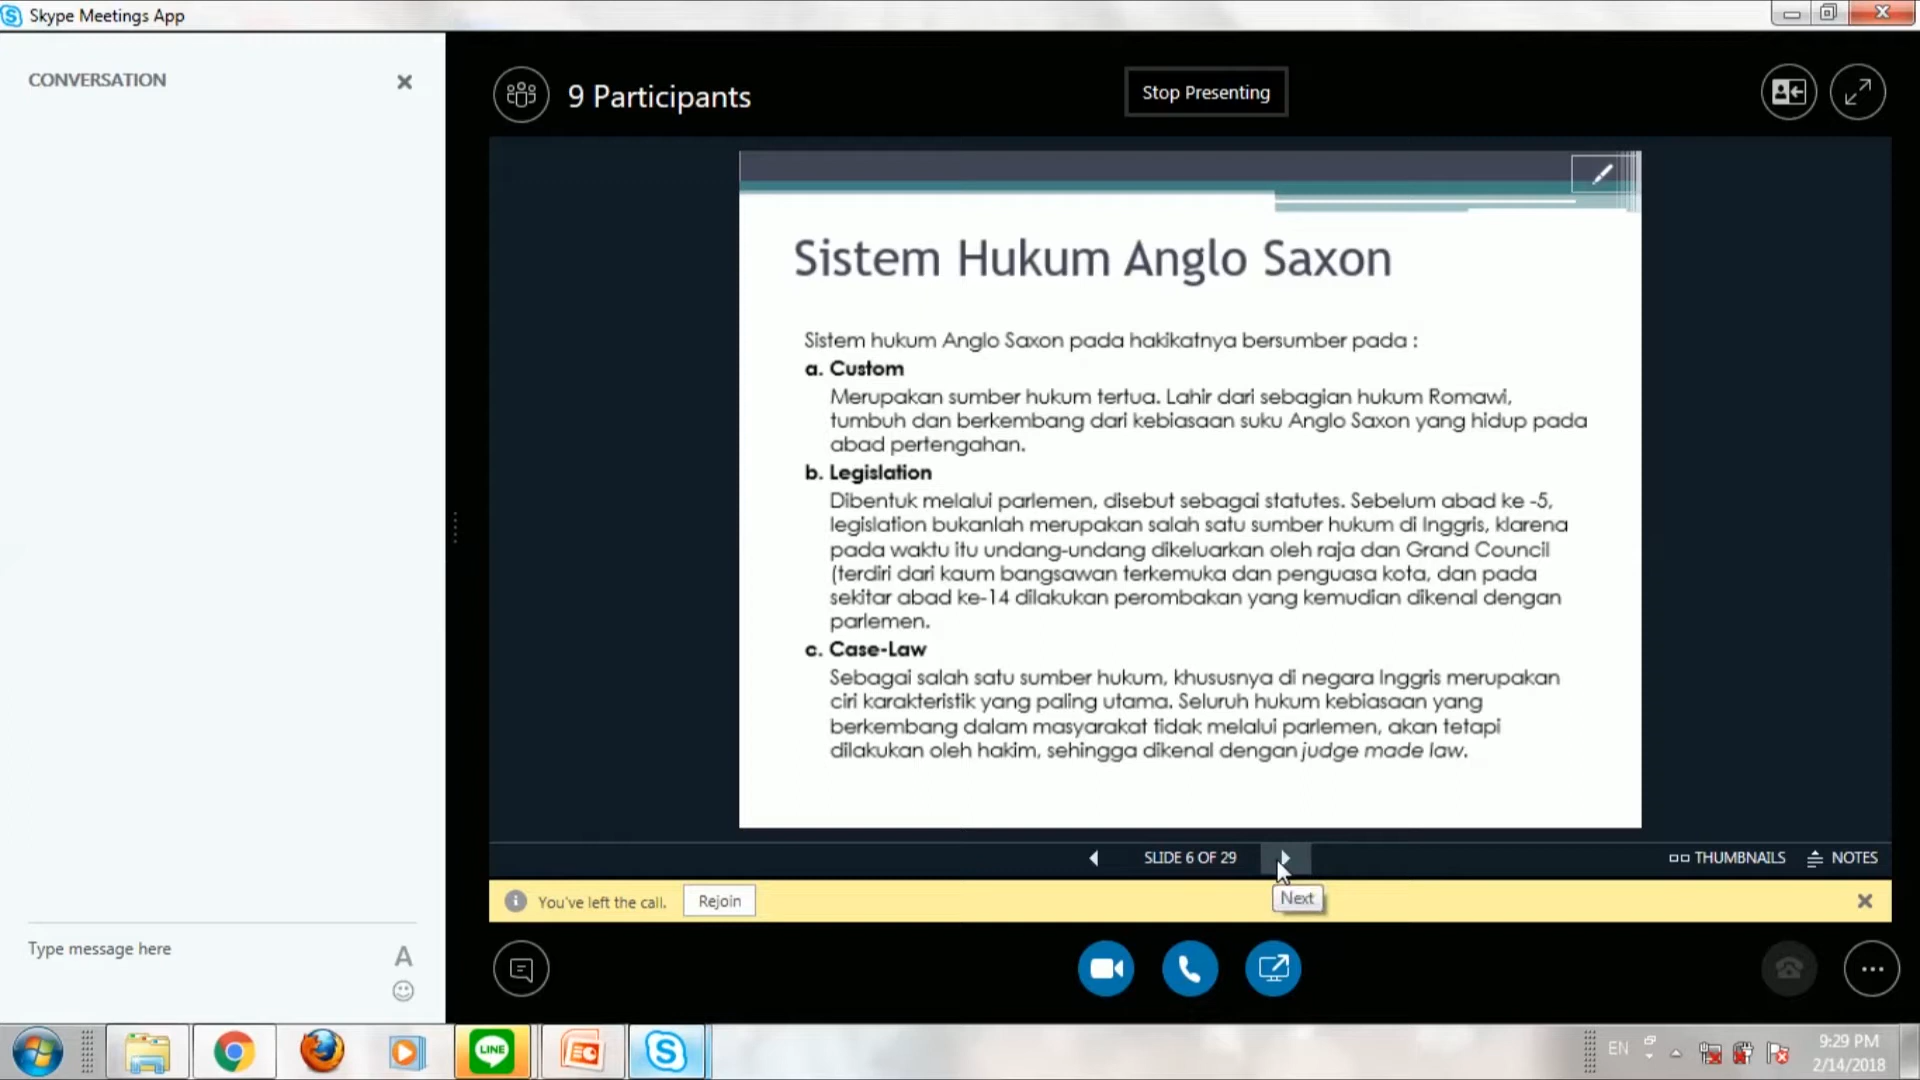 Skype Meetings App
CONVERSATION
9 Participants
Stop Presenting
Sistem Hukum Anglo Saxon
Sistem hukum Anglo Saxon pada hakikatnya bersumber pada :
a. Custom
Merupakan sumber hukum tertua. Lahir dari sebagian hukum Romawi,
tumbuh dan berkembang dari kebiasaan suku Anglo Saxon yang hidup pada
abad pertengahan.
b. Legislation
Dibentuk melalui parlemen, disebut sebagai statutes. Sebelum abad ke -5,
legislation bukanlah merupakan salah satu sumber hukum di Inggris, klarena
pada waktu itu undang-undang dikeluarkan oleh raja dan Grand Council
(terdiri dari kaum bangsawan terkemuka dan penguasa kota, dan pada
sekitar abad ke-14 dilakukan perombakan yang kemudian dikenal dengan
parlemen.
c. Case-Law
Sebagai salah satu sumber hukum, khususnya di negara Inggris merupakan
ciri karakteristik yang paling utama. Seluruh hukum kebiasaan yang
berkembang dalam masyarakat tidak melalui parlemen, akan tetapi
dilakukan oleh hakim, sehingga dikenal dengan judge made law.
SLIDE 6 OF 29
THUMBNAILS
NOTES
You've left the call.
Rejoin
Next
Type message here
A
LINE
EN
9:29 PM
2/14/2018